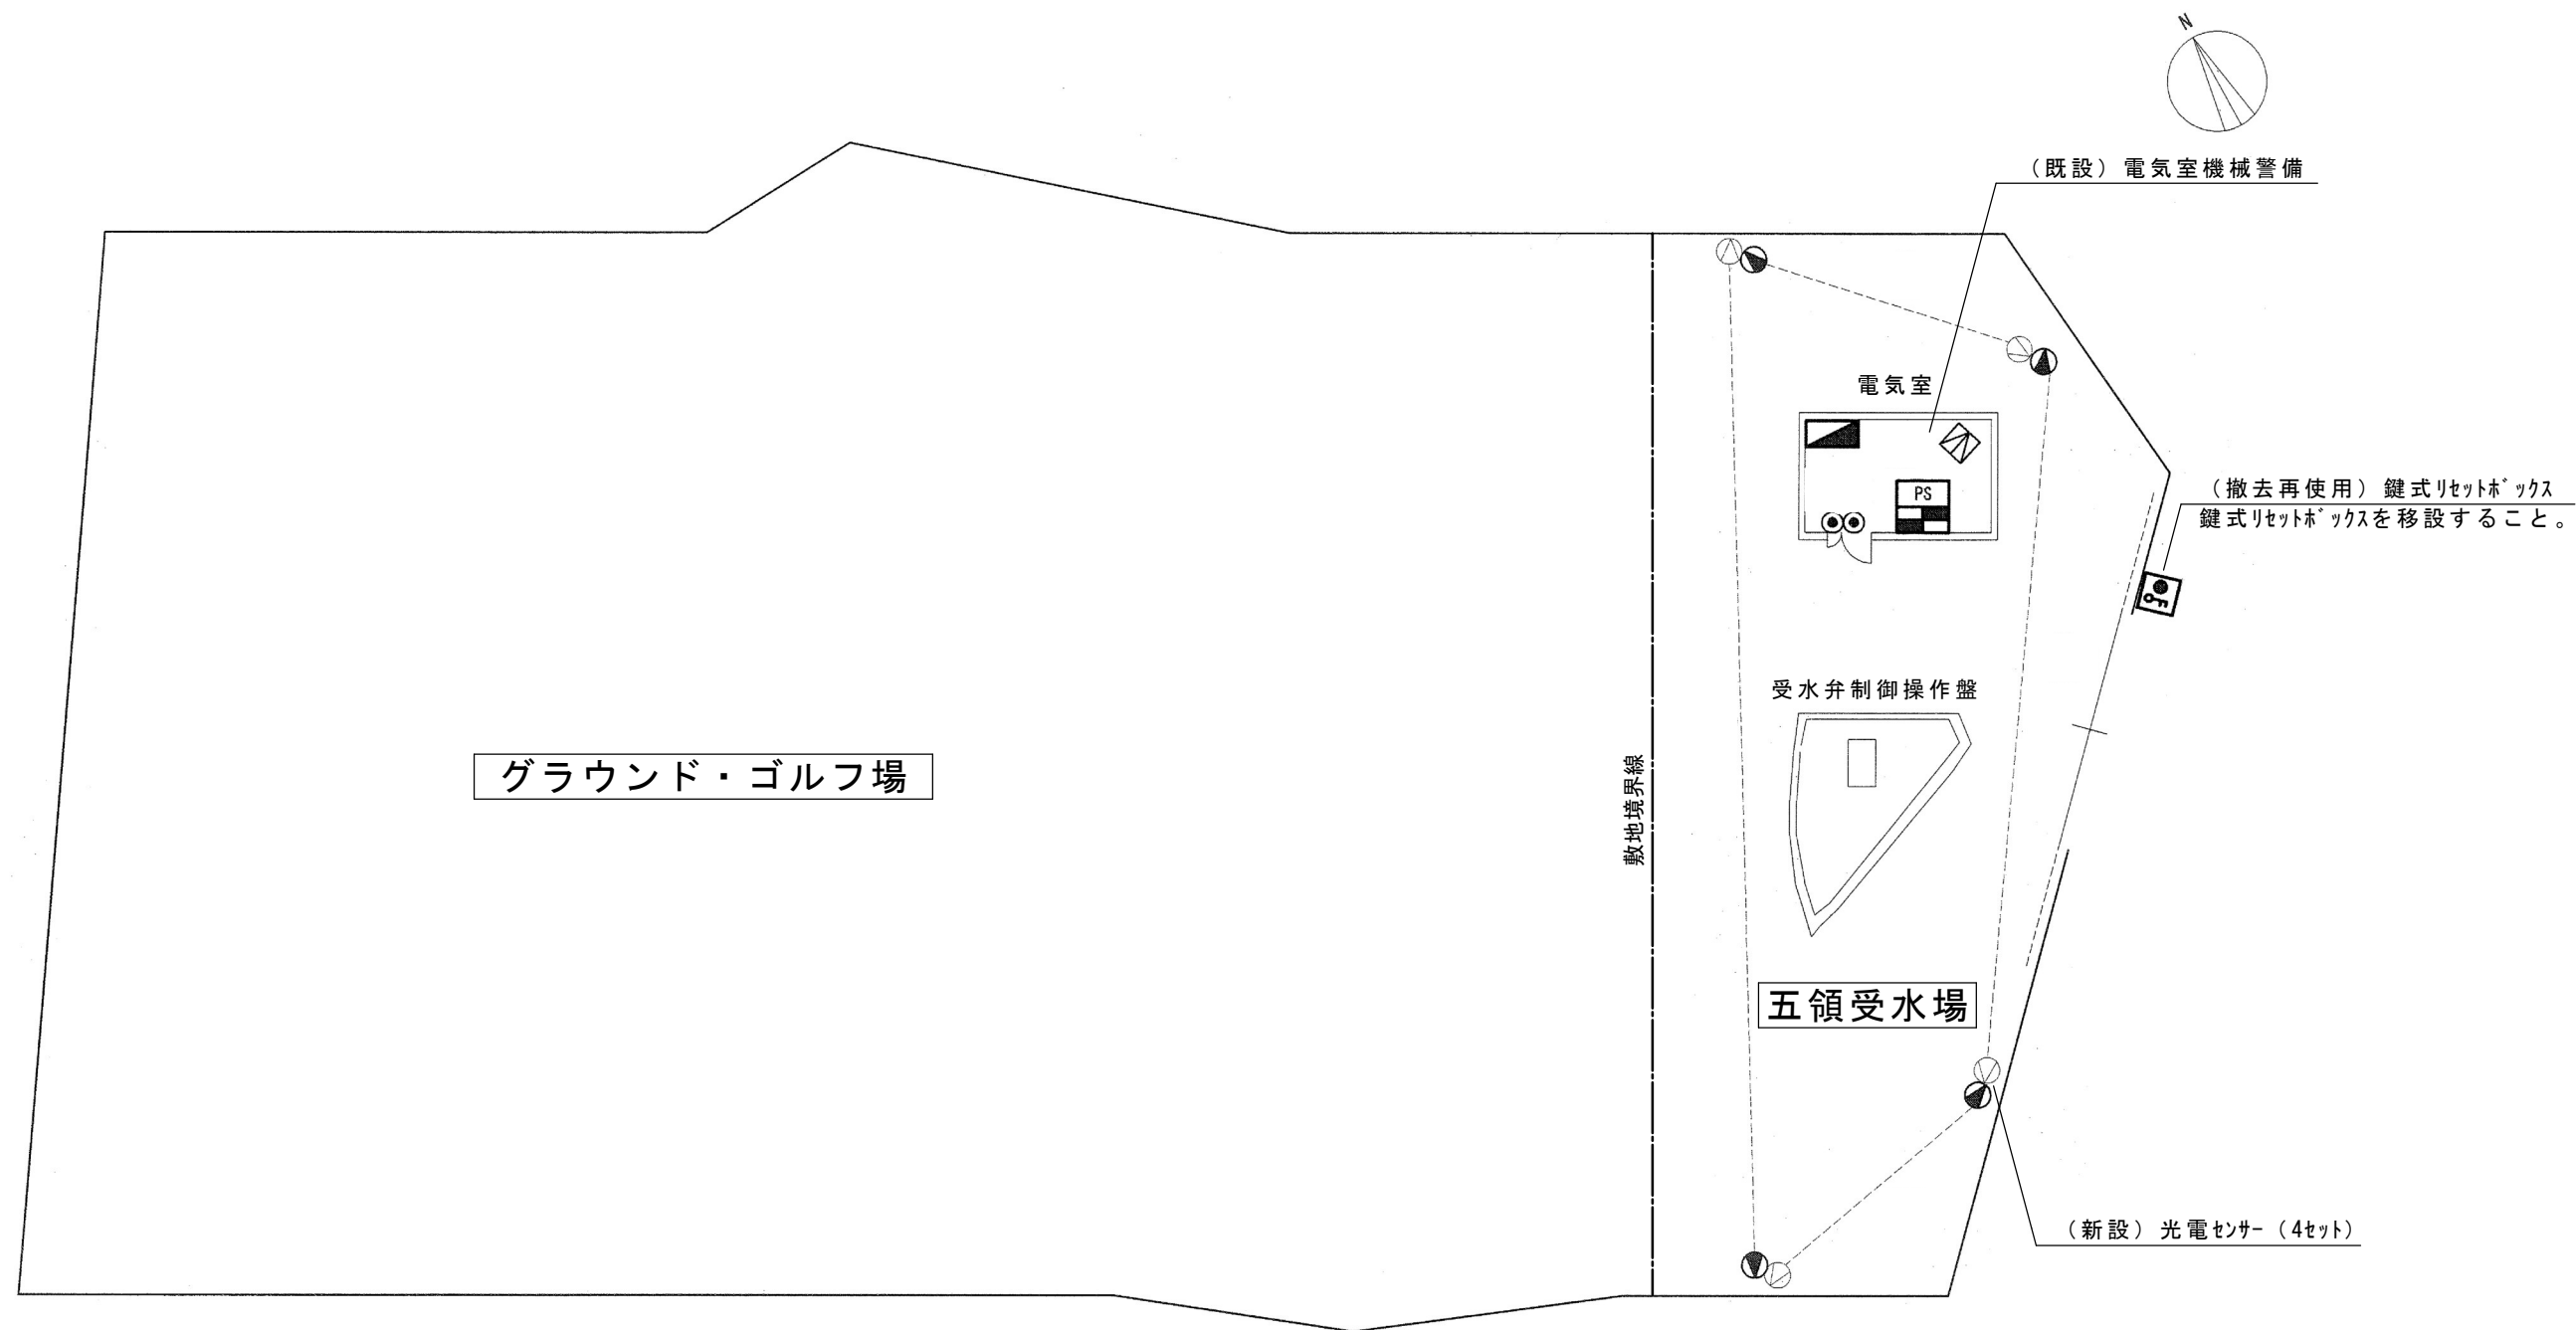 N
（既設）電気室機械警備
電気室
PS
（撤去再使用）鍵式ﾘｾｯﾄﾎﾞｯｸｽ
鍵式ﾘｾｯﾄﾎﾞｯｸｽを移設すること。
受水弁制御操作盤
グラウンド・ゴルフ場
敷地境界線
五領受水場
（新設）光電ｾﾝｻｰ（4ｾｯﾄ）